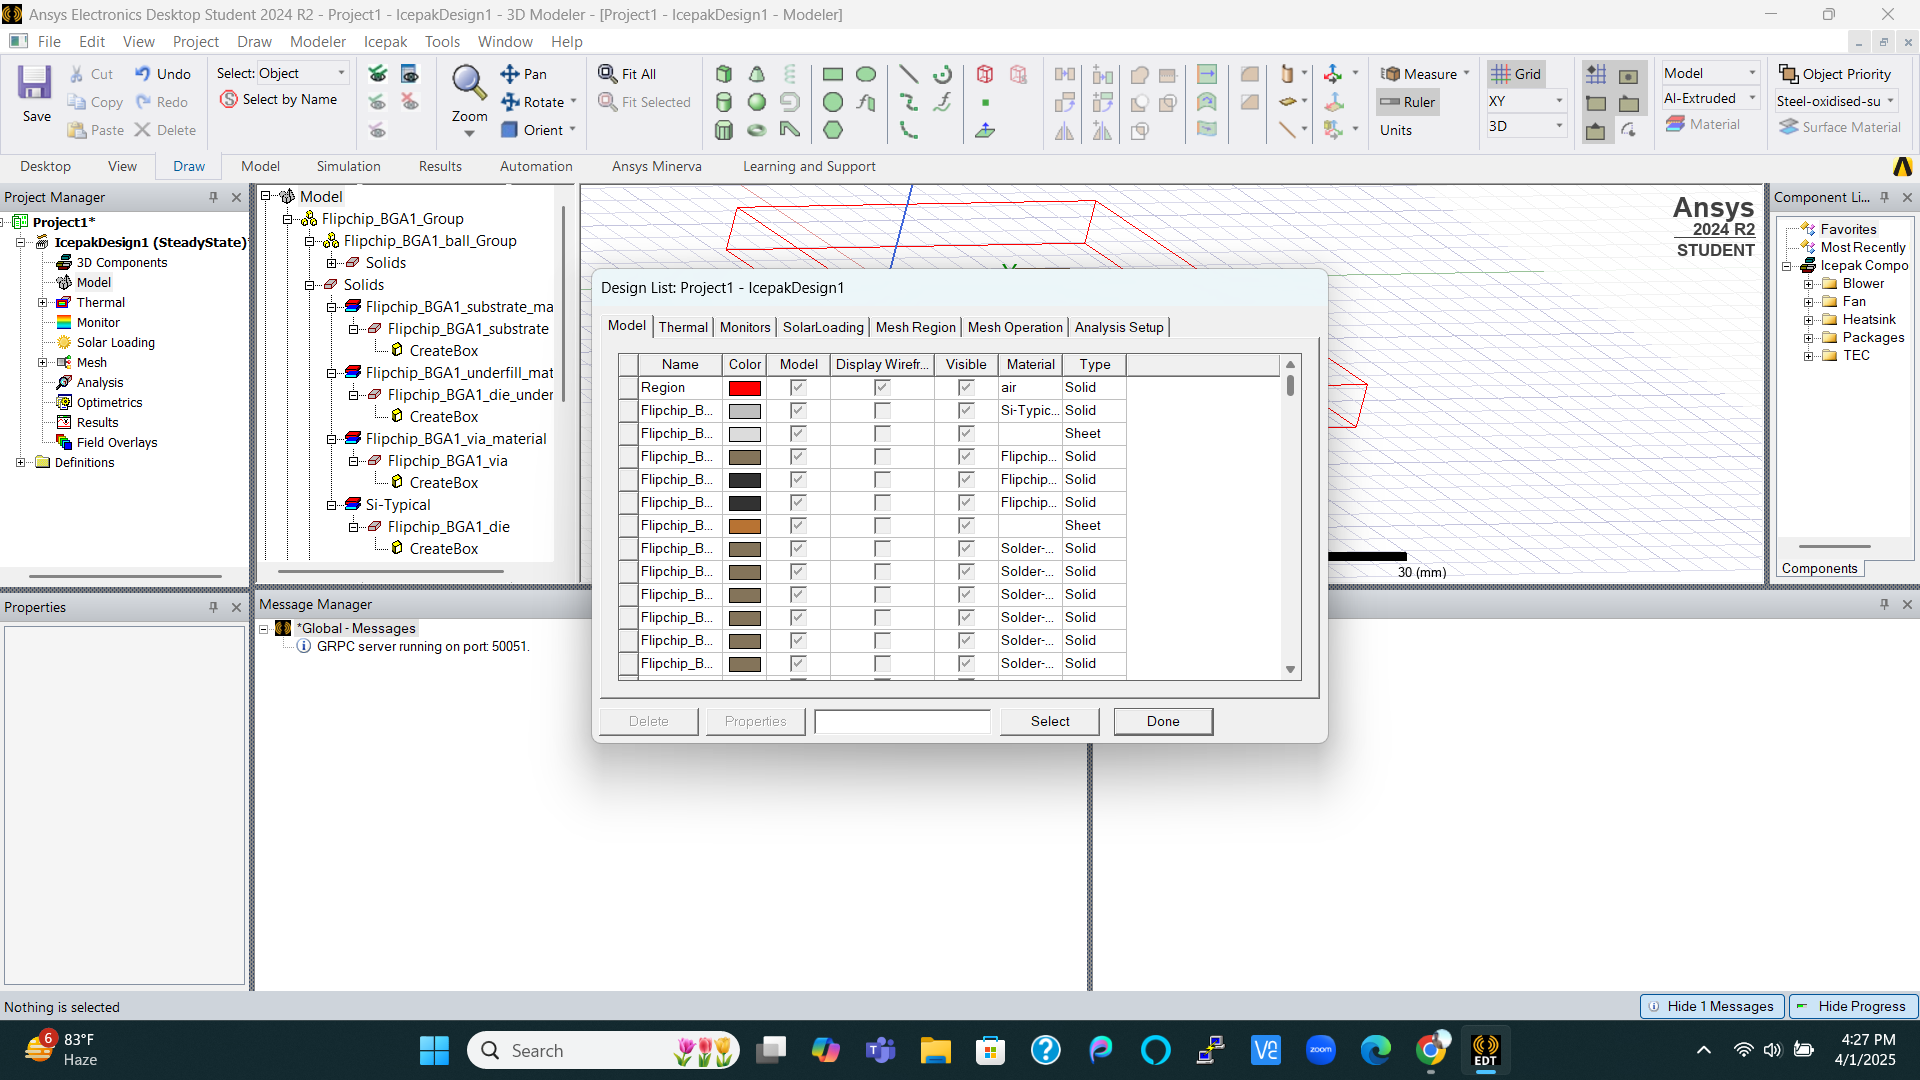 Ansys Electronics Desktop Student 2024 R2 - Project1 - IcepakDesign1 - 3D Modeler - [Project1 - IcepakDesign1 - Modeler]
File Edit View Project Draw Modeler Icepak Tools Window Help
Save
Cut
Copy
Paste
Undo
Redo
Delete
Select: Object
Select by Name
Zoom
Pan
Rotate
Orient
Fit All
Fit Selected
Measure
Ruler
Units
Grid
XY
3D
Model
Al-Extruded
Material
Object Priority
Steel-oxidised-su
Surface Material
Desktop View Draw Model Simulation Results Automation Ansys Minerva Learning and Support
Project Manager
Project1*
IcepakDesign1 (SteadyState)
3D Components
Model
Thermal
Monitor
Solar Loading
Mesh
Analysis
Optimetrics
Results
Field Overlays
Definitions
Model
Flipchip_BGA1_Group
Flipchip_BGA1_ball_Group
Solids
Solids
Flipchip_BGA1_substrate_ma
Flipchip_BGA1_substrate
CreateBox
Flipchip_BGA1_underfill_mat
Flipchip_BGA1_die_under
CreateBox
Flipchip_BGA1_via_material
Flipchip_BGA1_via
CreateBox
Si-Typical
Flipchip_BGA1_die
CreateBox
Ansys
2024 R2
STUDENT
30 (mm)
Component Li...
Favorites
Most Recently
Icepak Compo
Blower
Fan
Heatsink
Packages
TEC
Components
Design List: Project1 - IcepakDesign1
Model Thermal Monitors SolarLoading Mesh Region Mesh Operation Analysis Setup
Name Color Model Display Wirefr... Visible Material Type
Region air Solid
Flipchip_B... Si-Typic... Solid
Flipchip_B... Sheet
Flipchip_B... Flipchip... Solid
Flipchip_B... Flipchip... Solid
Flipchip_B... Flipchip... Solid
Flipchip_B... Sheet
Flipchip_B... Solder-... Solid
Flipchip_B... Solder-... Solid
Flipchip_B... Solder-... Solid
Flipchip_B... Solder-... Solid
Flipchip_B... Solder-... Solid
Flipchip_B... Solder-... Solid
Delete Properties Select Done
Properties
Message Manager
*Global - Messages
GRPC server running on port: 50051.
Nothing is selected
Hide 1 Messages
Hide Progress
6
83°F
Haze
Search
zoom
EDT
4:27 PM
4/1/2025